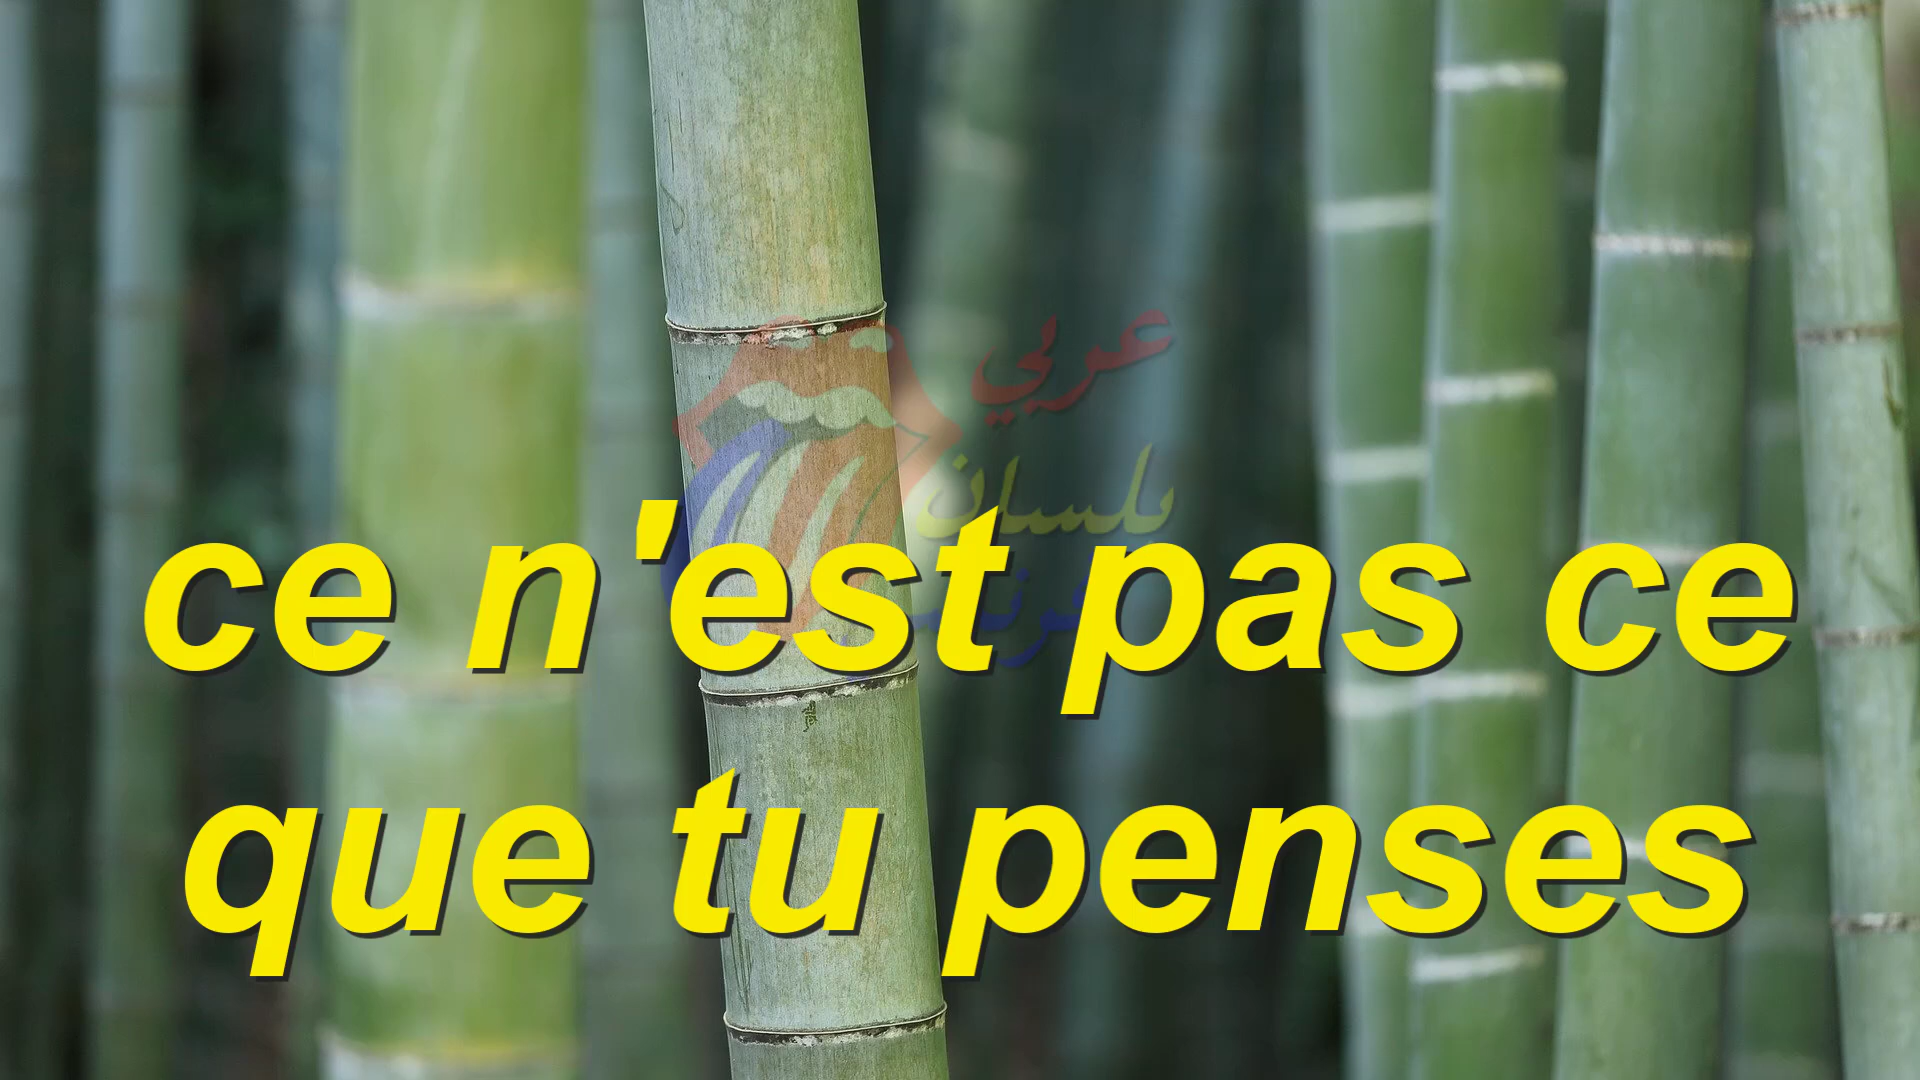 عربي
بلسان
ce n'est pas ce
que tu penses